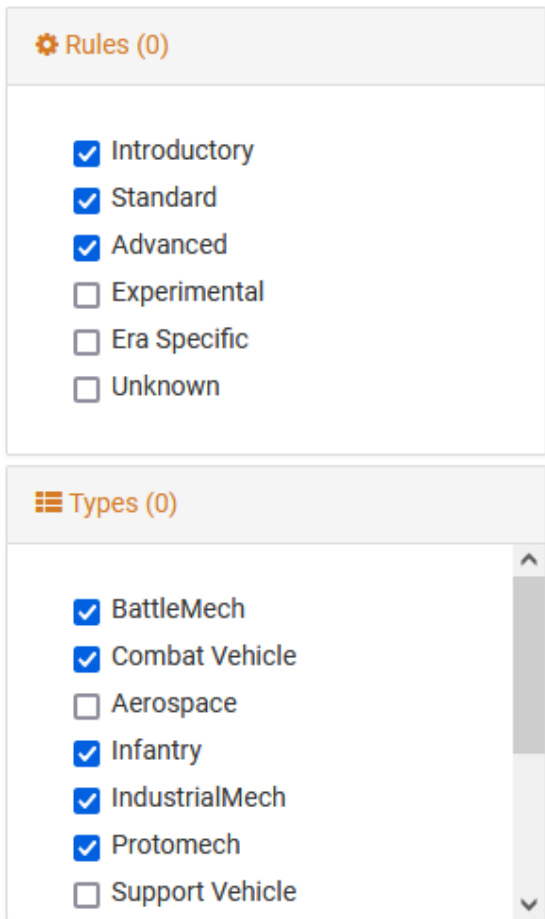 Rules (0)
Introductory
Standard
Advanced
Experimental
Era Specific
Unknown
Types (0)
BattleMech
Combat Vehicle
Aerospace
Infantry
IndustrialMech
Protomech
Support Vehicle